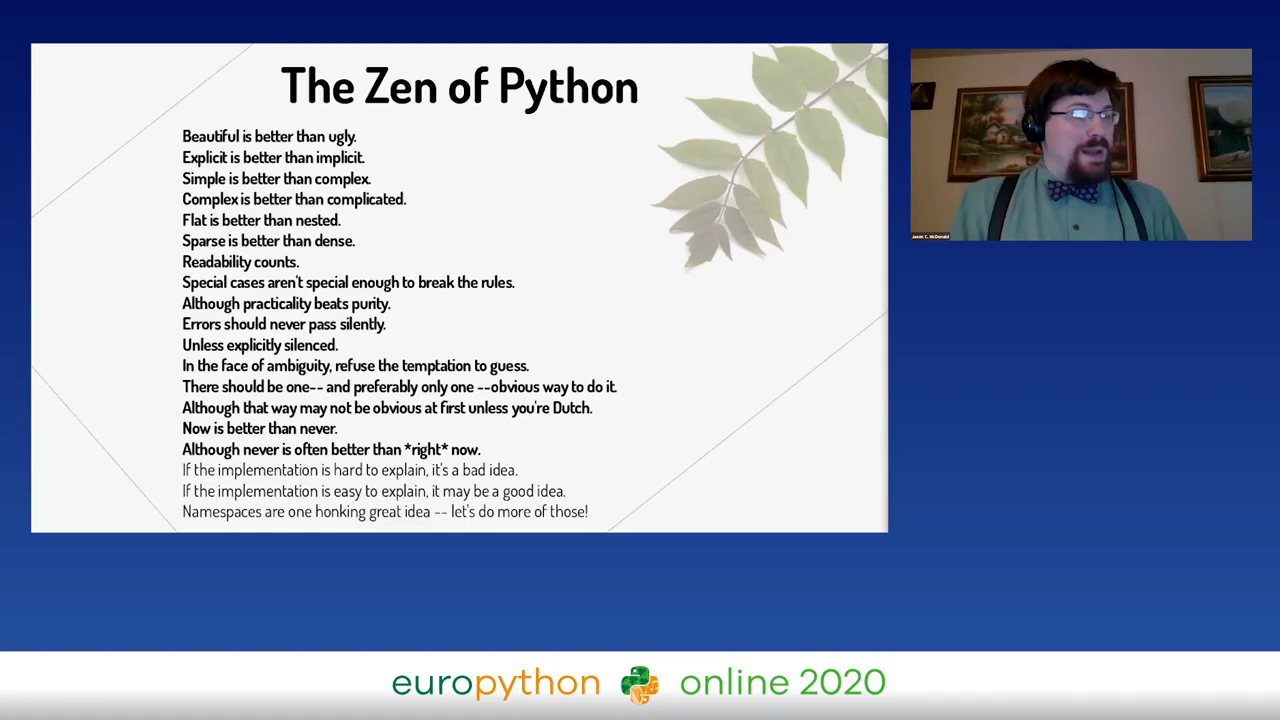 The Zen of Python
Beautiful is better than ugly.
Explicit is better than implicit.
Simple is better than complex.
Complex is better than complicated.
Flat is better than nested.
Sparse is better than dense.
Readability counts.
Special cases aren't special enough to break the rules.
Although practicality beats purity.
Errors should never pass silently.
Unless explicitly silenced.
In the face of ambiguity, refuse the temptation to guess.
There should be one-- and preferably only one --obvious way to do it.
Although that way may not be obvious at first unless you're Dutch.
Now is better than never.
Although never is often better than *right* now.
If the implementation is hard to explain, it's a bad idea.
If the implementation is easy to explain, it may be a good idea.
Namespaces are one honking great idea -- let's do more of those!
Jason C. McDonald
europython online 2020